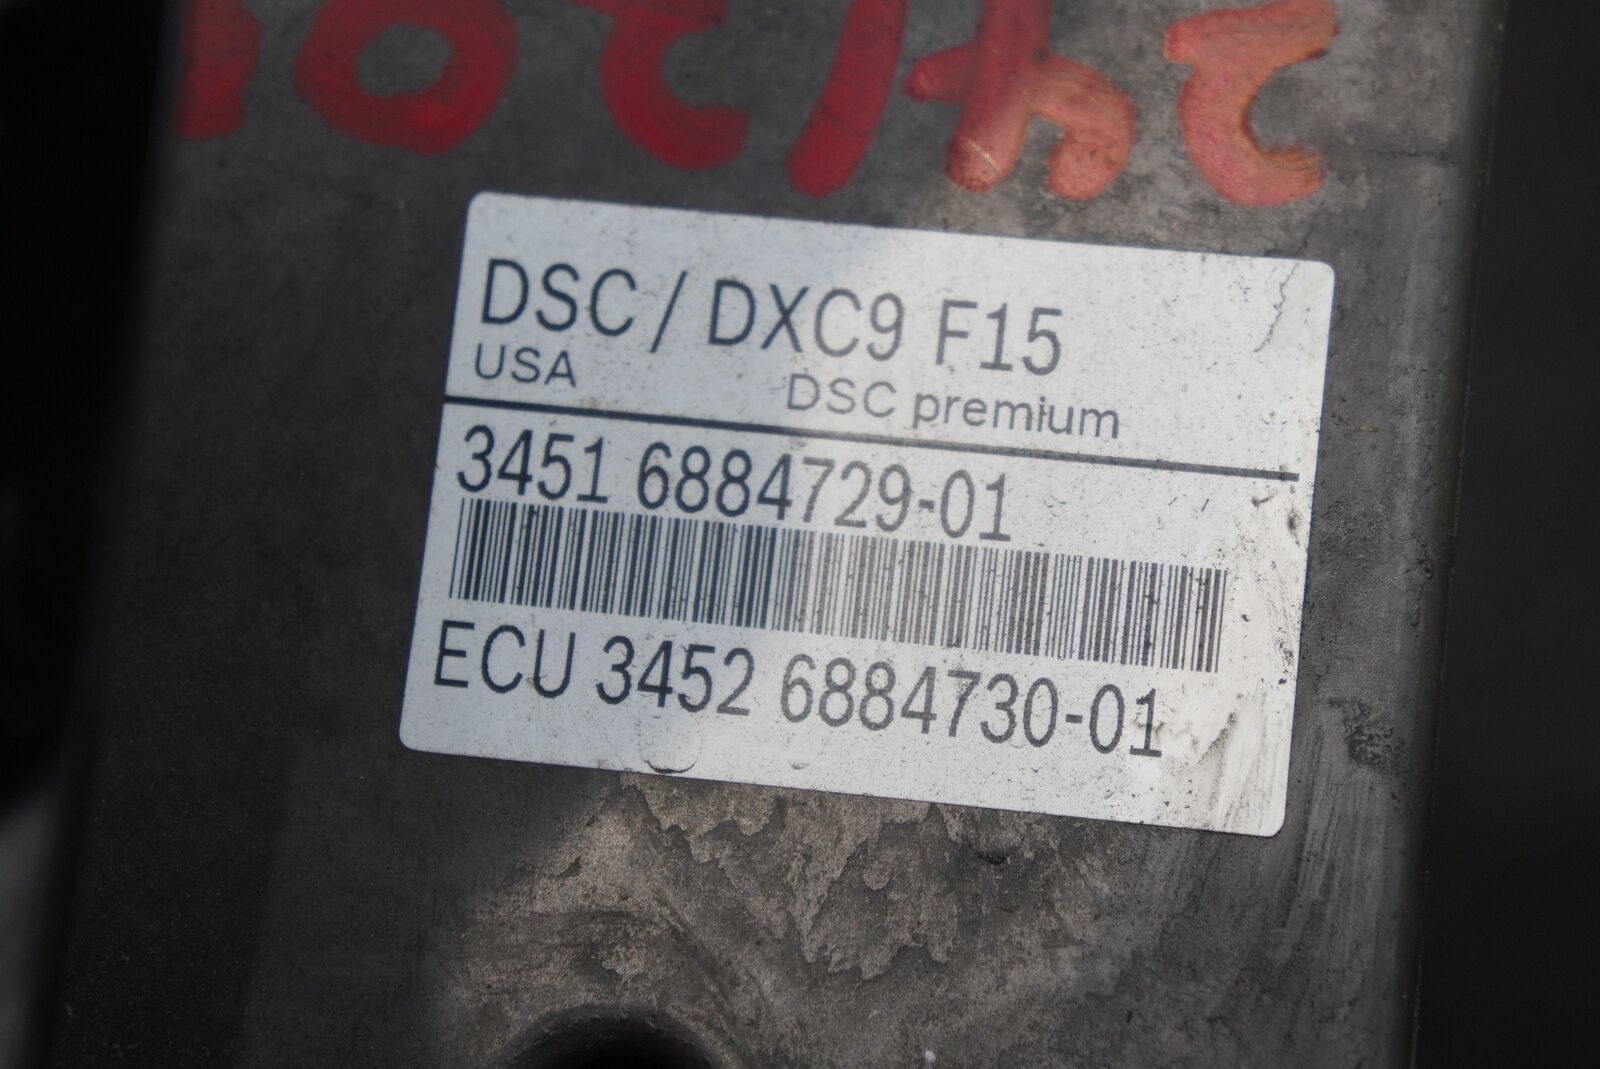 DSC / DXC9 F15
USA DSC premium
3451 6884729-01
ECU 3452 6884730-01